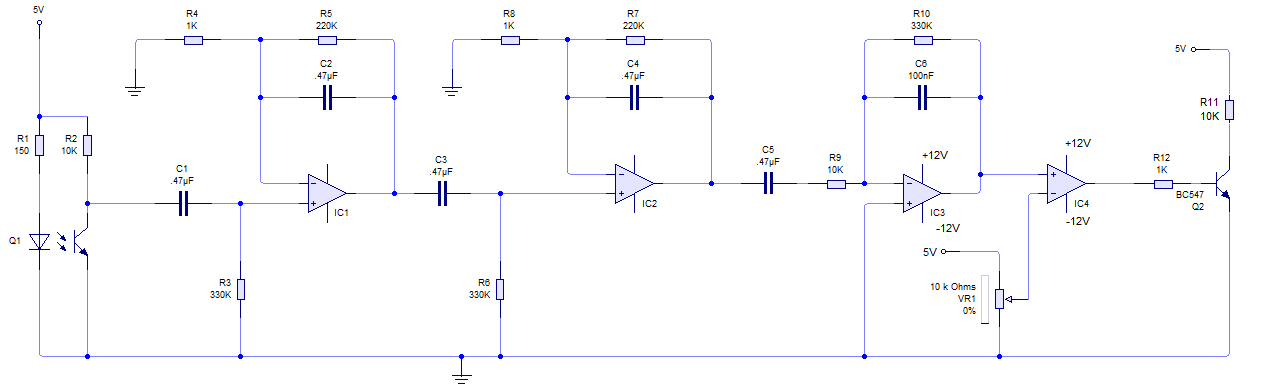 5V
R4
1K
R5
220K
R8
1K
R7
220K
R10
330K
5V
C2
.47µF
C4
.47µF
C6
100nF
R11
10K
R1
150
R2
10K
C1
.47µF
C3
.47µF
C5
.47µF
R9
10K
+12V
+12V
R12
1K
IC1
IC2
IC3
IC4
BC547
Q2
-12V
-12V
Q1
5V
R3
330K
R6
330K
10 k Ohms
VR1
0%